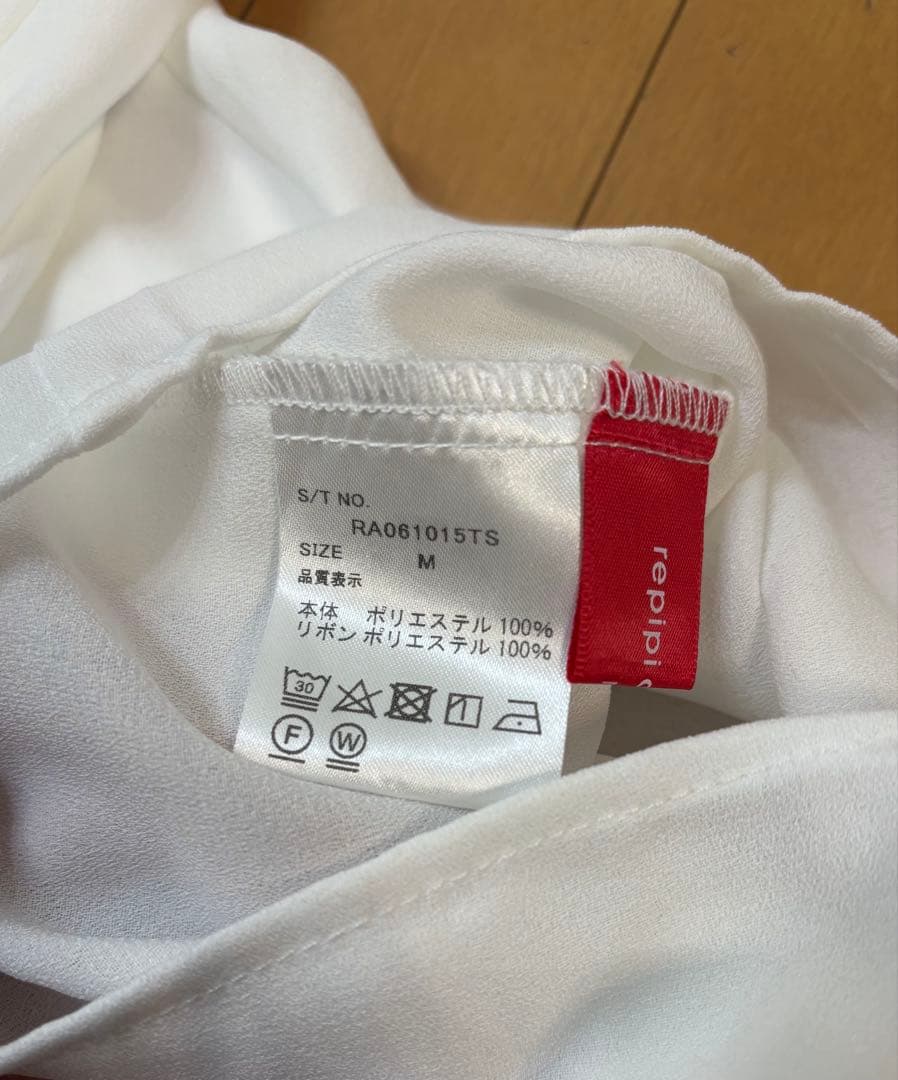 S/T NO.
RA061015TS
SIZE M
品質表示
本体 ポリエステル 100%
リボン ポリエステル 100%
30
F W
repipi